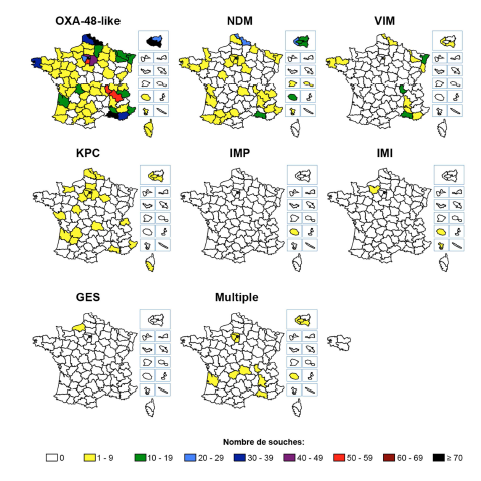 OXA-48-like NDM VIM
KPC IMP IMI
GES Multiple
Nombre de souches:
0 1 - 9 10 - 19 20 - 29 30 - 39 40 - 49 50 - 59 60 - 69 ≥ 70